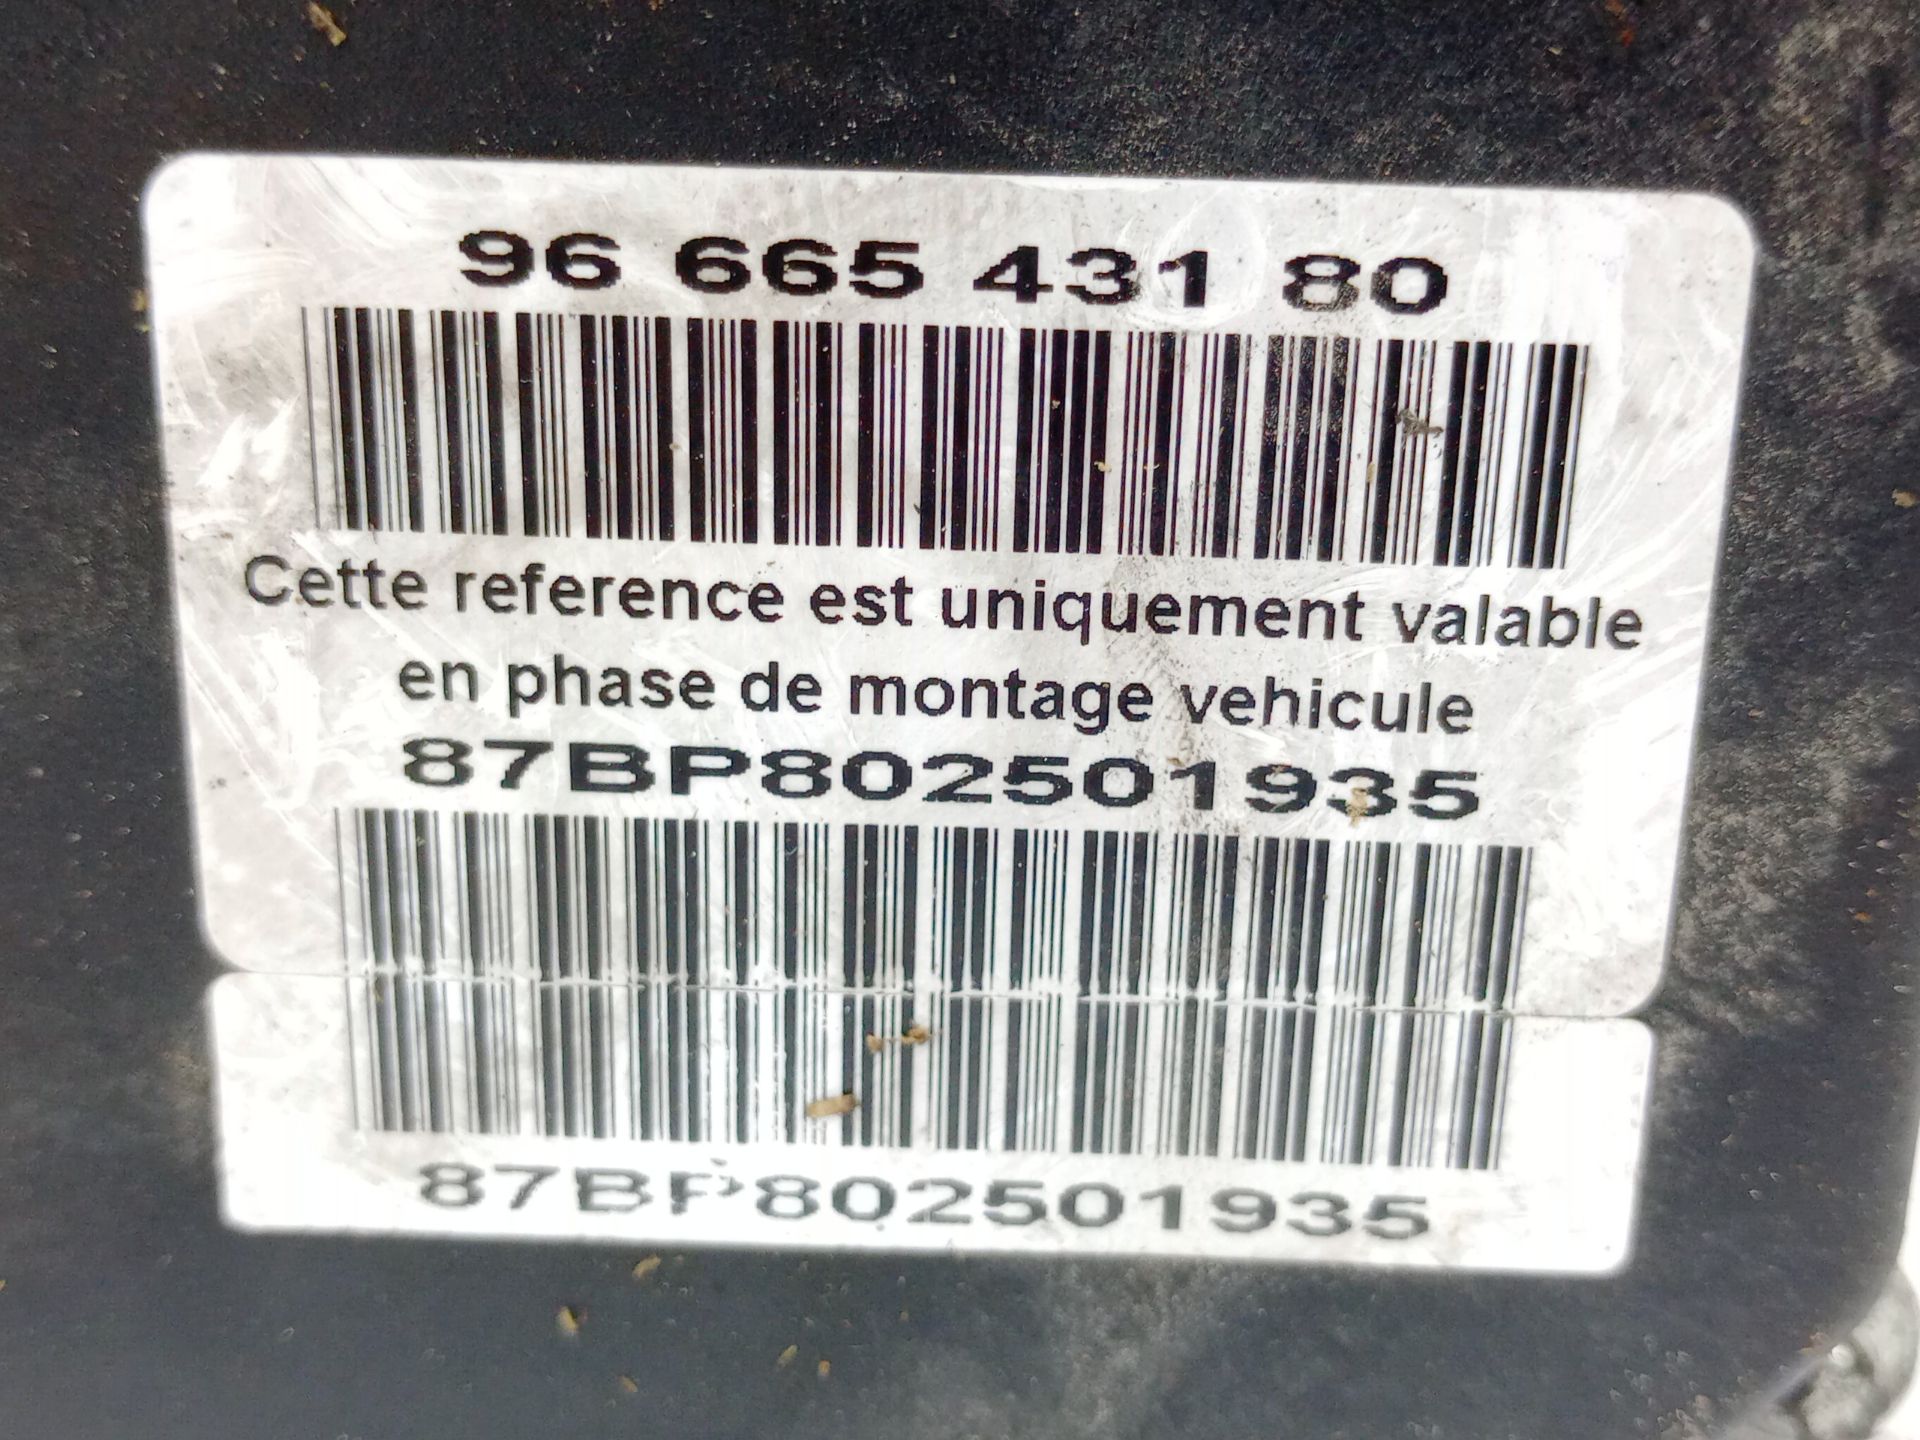 96 665 431 80
Cette reference est uniquement valable
en phase de montage vehicule
87BP802501935
87BP802501935